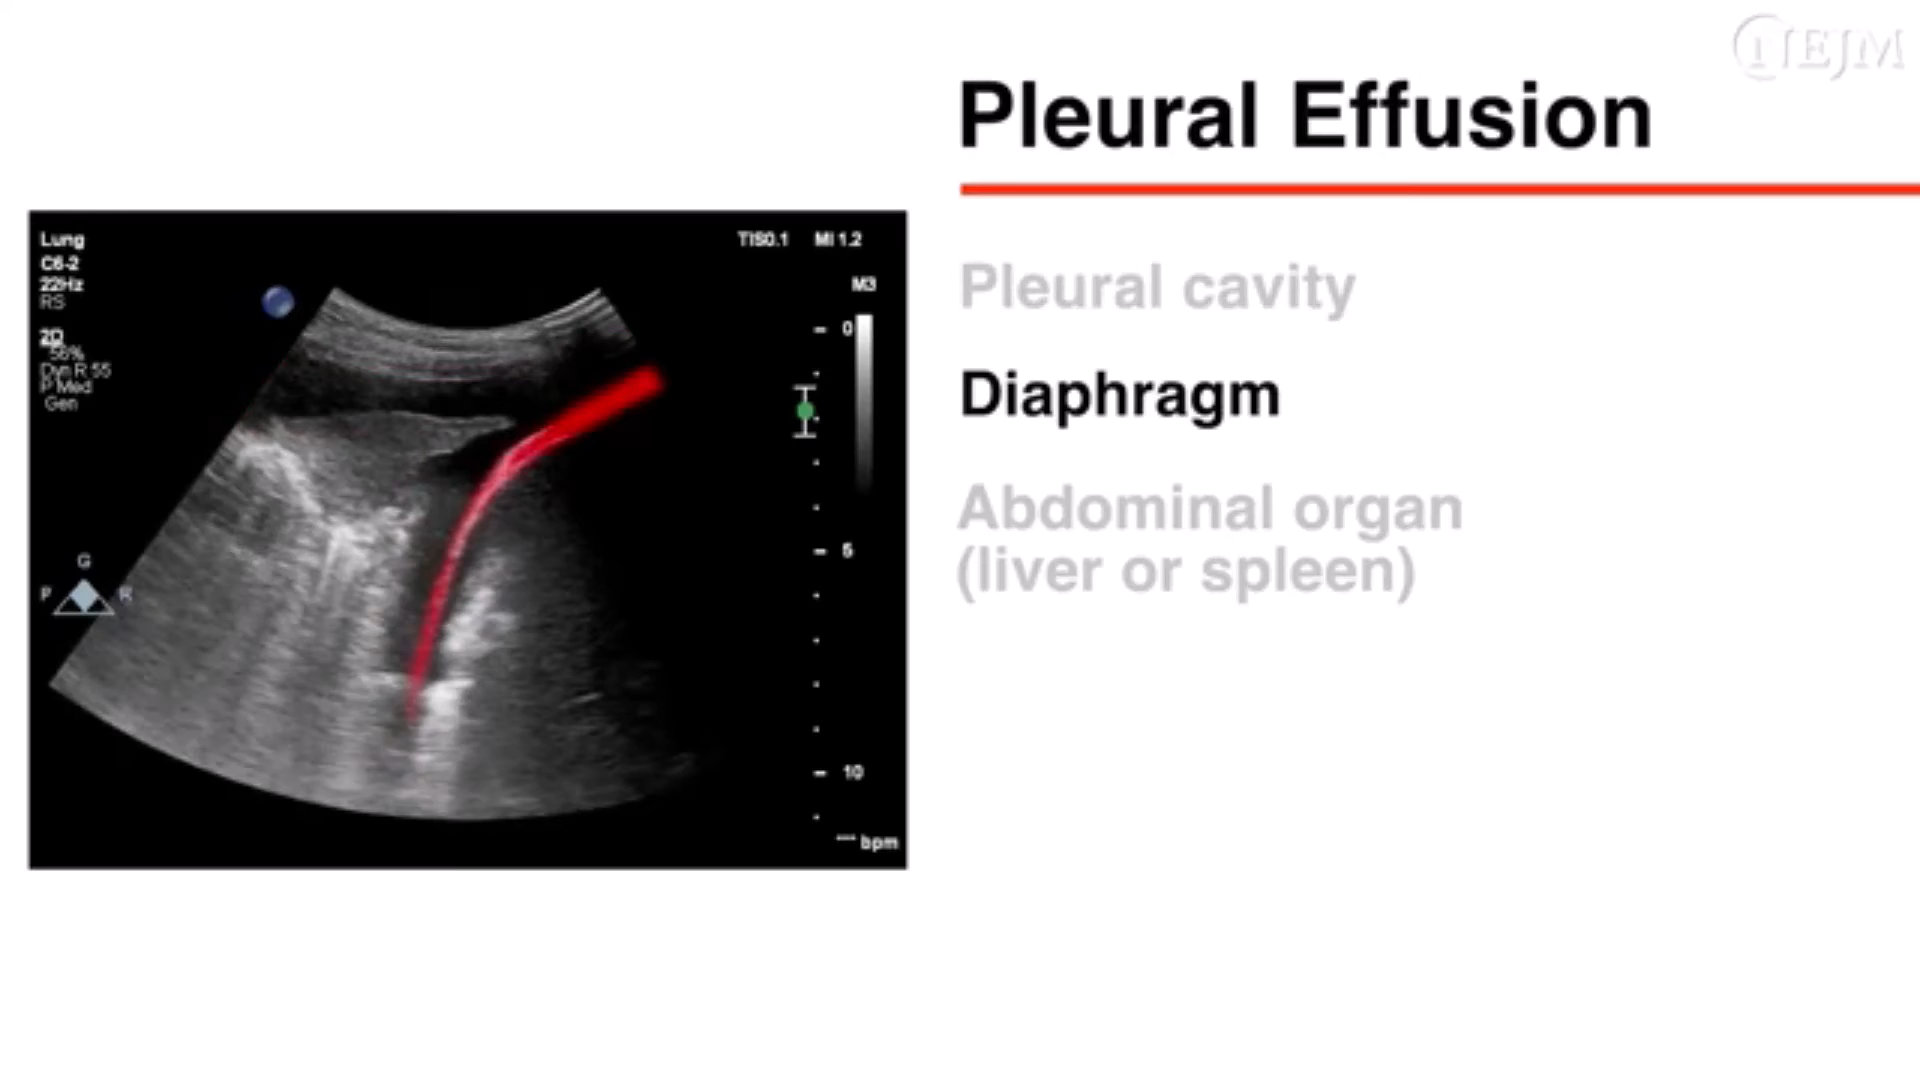 NEJM
Pleural Effusion
Lung
C6-2
22Hz
RS
2D
56%
Dyn R 55
P Med
Gen
TIS0.1 MI 1.2
M3
0
5
10
G
P R
--- bpm
Pleural cavity
Diaphragm
Abdominal organ
(liver or spleen)